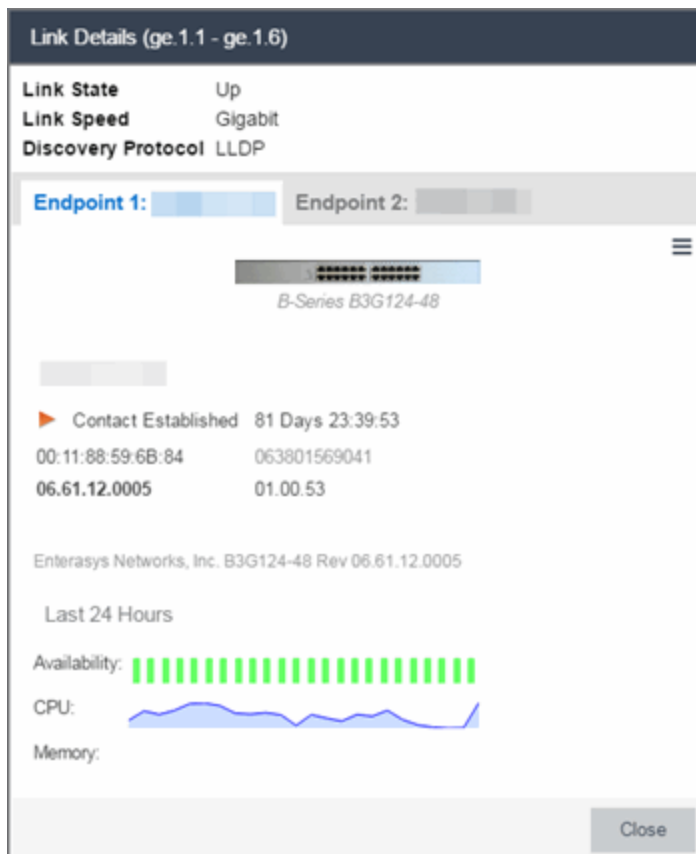 Link Details (ge.1.1 - ge.1.6)
Link State Up
Link Speed Gigabit
Discovery Protocol LLDP
Endpoint 1: Endpoint 2:
B-Series B3G124-48
Contact Established 81 Days 23:39:53
00:11:88:59:6B:84 063801569041
06.61.12.0005 01.00.53
Enterasys Networks, Inc. B3G124-48 Rev 06.61.12.0005
Last 24 Hours
Availability:
CPU:
Memory:
Close